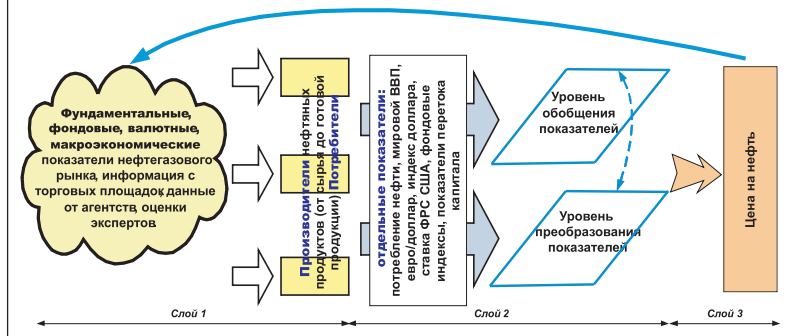 Фундаментальные,
фондовые, валютные,
макроэкономические
показатели нефтегазового
рынка, информация с
торговых площадок, данные
от агентств, оценки
экспертов
Производители нефтяных
продуктов (от сырья до готовой
продукции) Потребители
отдельные показатели:
потребление нефти, мировой ВВП,
евро/доллар, индекс доллара,
ставка ФРС США, фондовые
индексы, показатели перетока
капитала
Уровень
обобщения
показателей
Уровень
преобразования
показателей
Цена на нефть
Слой 1
Слой 2
Слой 3